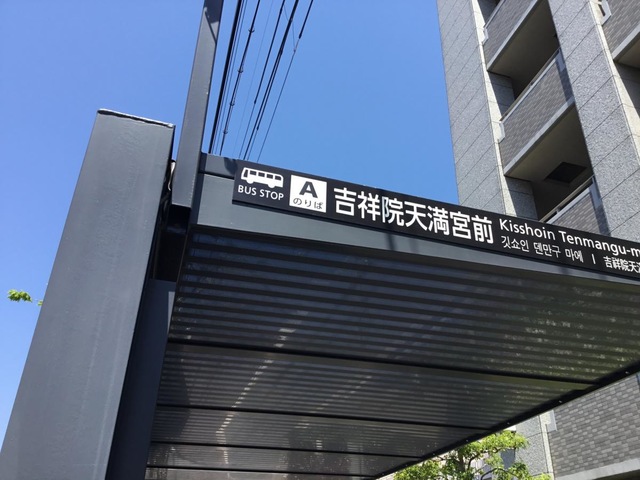 BUS STOP
A
のりば
吉祥院天満宮前
Kisshoin Tenmangu-m
깃쇼인 덴만구 마에 | 吉祥院天